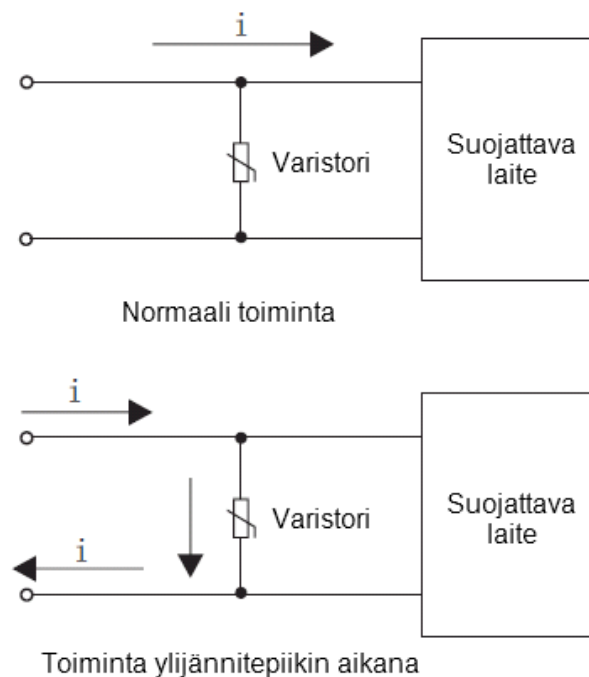 i
Varistori
Suojattava
laite
Normaali toiminta
i
Varistori
Suojattava
laite
i
Toiminta ylijännitepiikin aikana